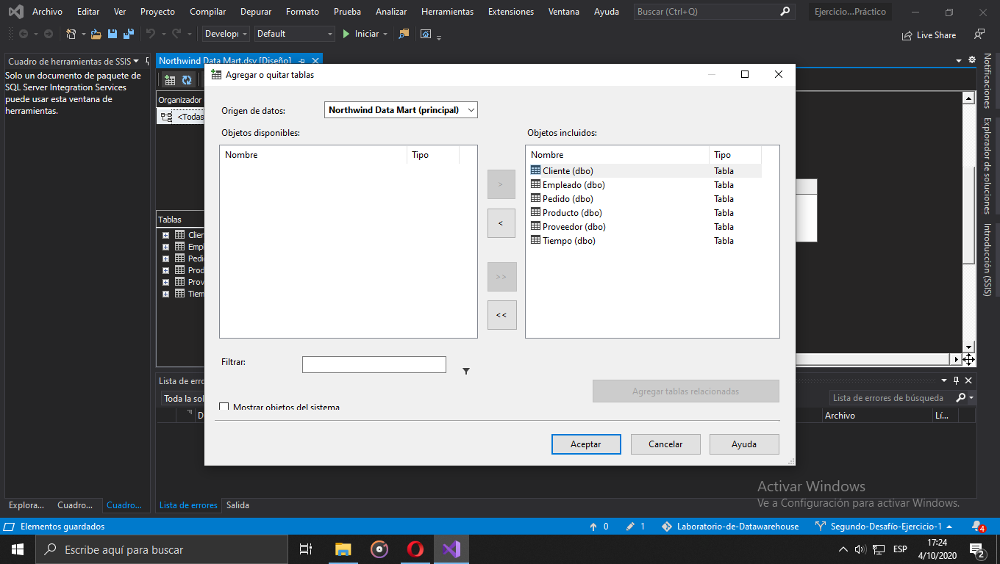 Archivo Editar Ver Proyecto Compilar Depurar Formato Prueba Analizar Herramientas Extensiones Ventana Ayuda Buscar (Ctrl+Q) Ejercicio...Práctico
Developi Default Iniciar Live Share
Cuadro de herramientas de SSIS
Solo un documento de paquete de
SQL Server Integration Services
puede usar esta ventana de
herramientas.
Northwind Data Mart.dsv [Diseño]
Organizador
<Todas
Tablas
Clien
Empl
Pedi
Prod
Prov
Tiem
Agregar o quitar tablas
Origen de datos: Northwind Data Mart (principal)
Objetos disponibles: Objetos incluidos:
Nombre Tipo Nombre Tipo
Cliente (dbo) Tabla
Empleado (dbo) Tabla
Pedido (dbo) Tabla
Producto (dbo) Tabla
Proveedor (dbo) Tabla
Tiempo (dbo) Tabla
>
<
>>
<<
Filtrar:
Agregar tablas relacionadas
Mostrar objetos del sistema
Aceptar Cancelar Ayuda
Notificaciones
Explorador de soluciones
Introducción (SSIS)
Lista de erro
Toda la sol Lista de errores de búsqueda
D Archivo Lí...
Activar Windows
Ve a Configuración para activar Windows.
Explora... Cuadro... Cuadro... Lista de errores Salida
Elementos guardados 0 1 Laboratorio-de-Datawarehouse Segundo-Desafío-Ejercicio-1 4
Escribe aquí para buscar ESP 17:24
4/10/2020 2